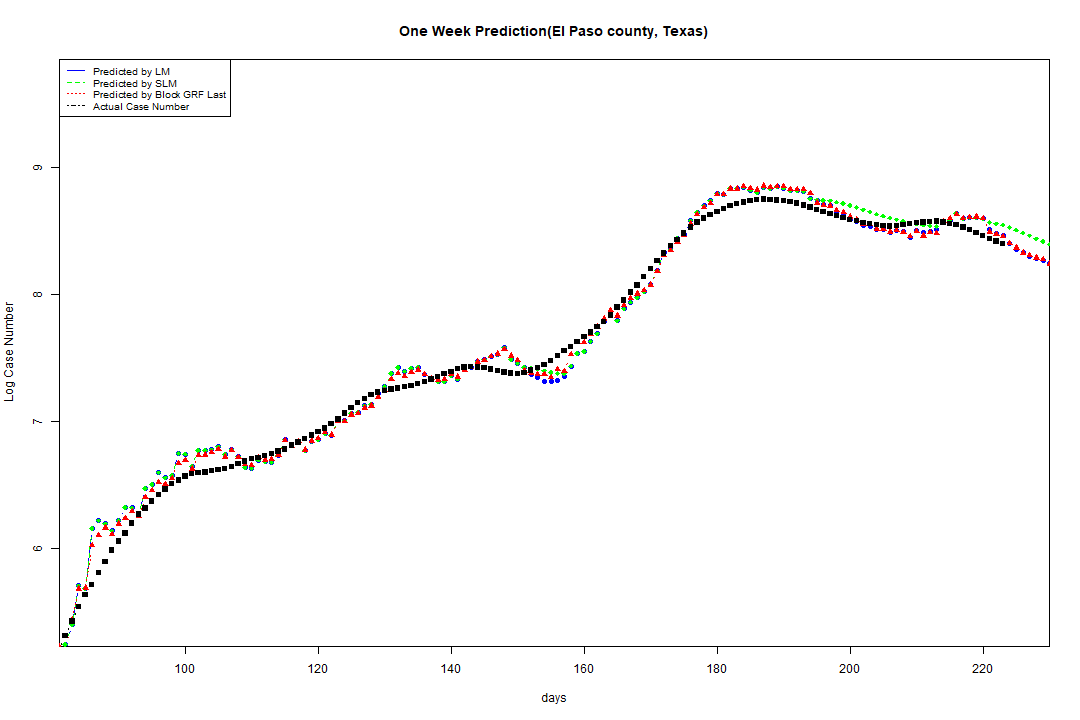 One Week Prediction(El Paso county, Texas)
Predicted by LM
Predicted by SLM
Predicted by Block GRF Last
Actual Case Number
9
8
7
6
Log Case Number
100 120 140 160 180 200 220
days